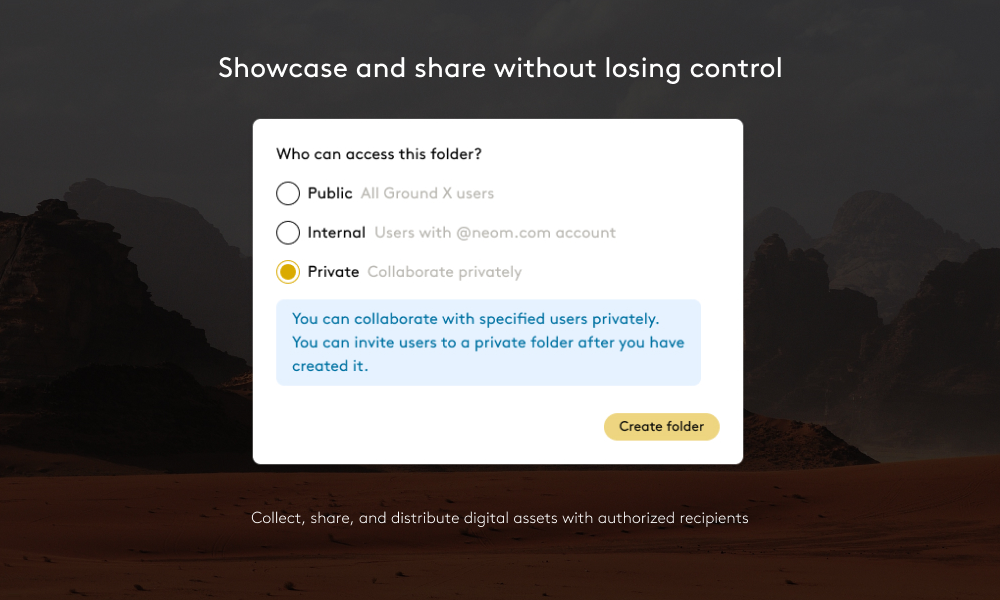 Showcase and share without losing control
Who can access this folder?
Public All Ground X users
Internal Users with @neom.com account
Private Collaborate privately
You can collaborate with specified users privately.
You can invite users to a private folder after you have
created it.
Create folder
Collect, share, and distribute digital assets with authorized recipients